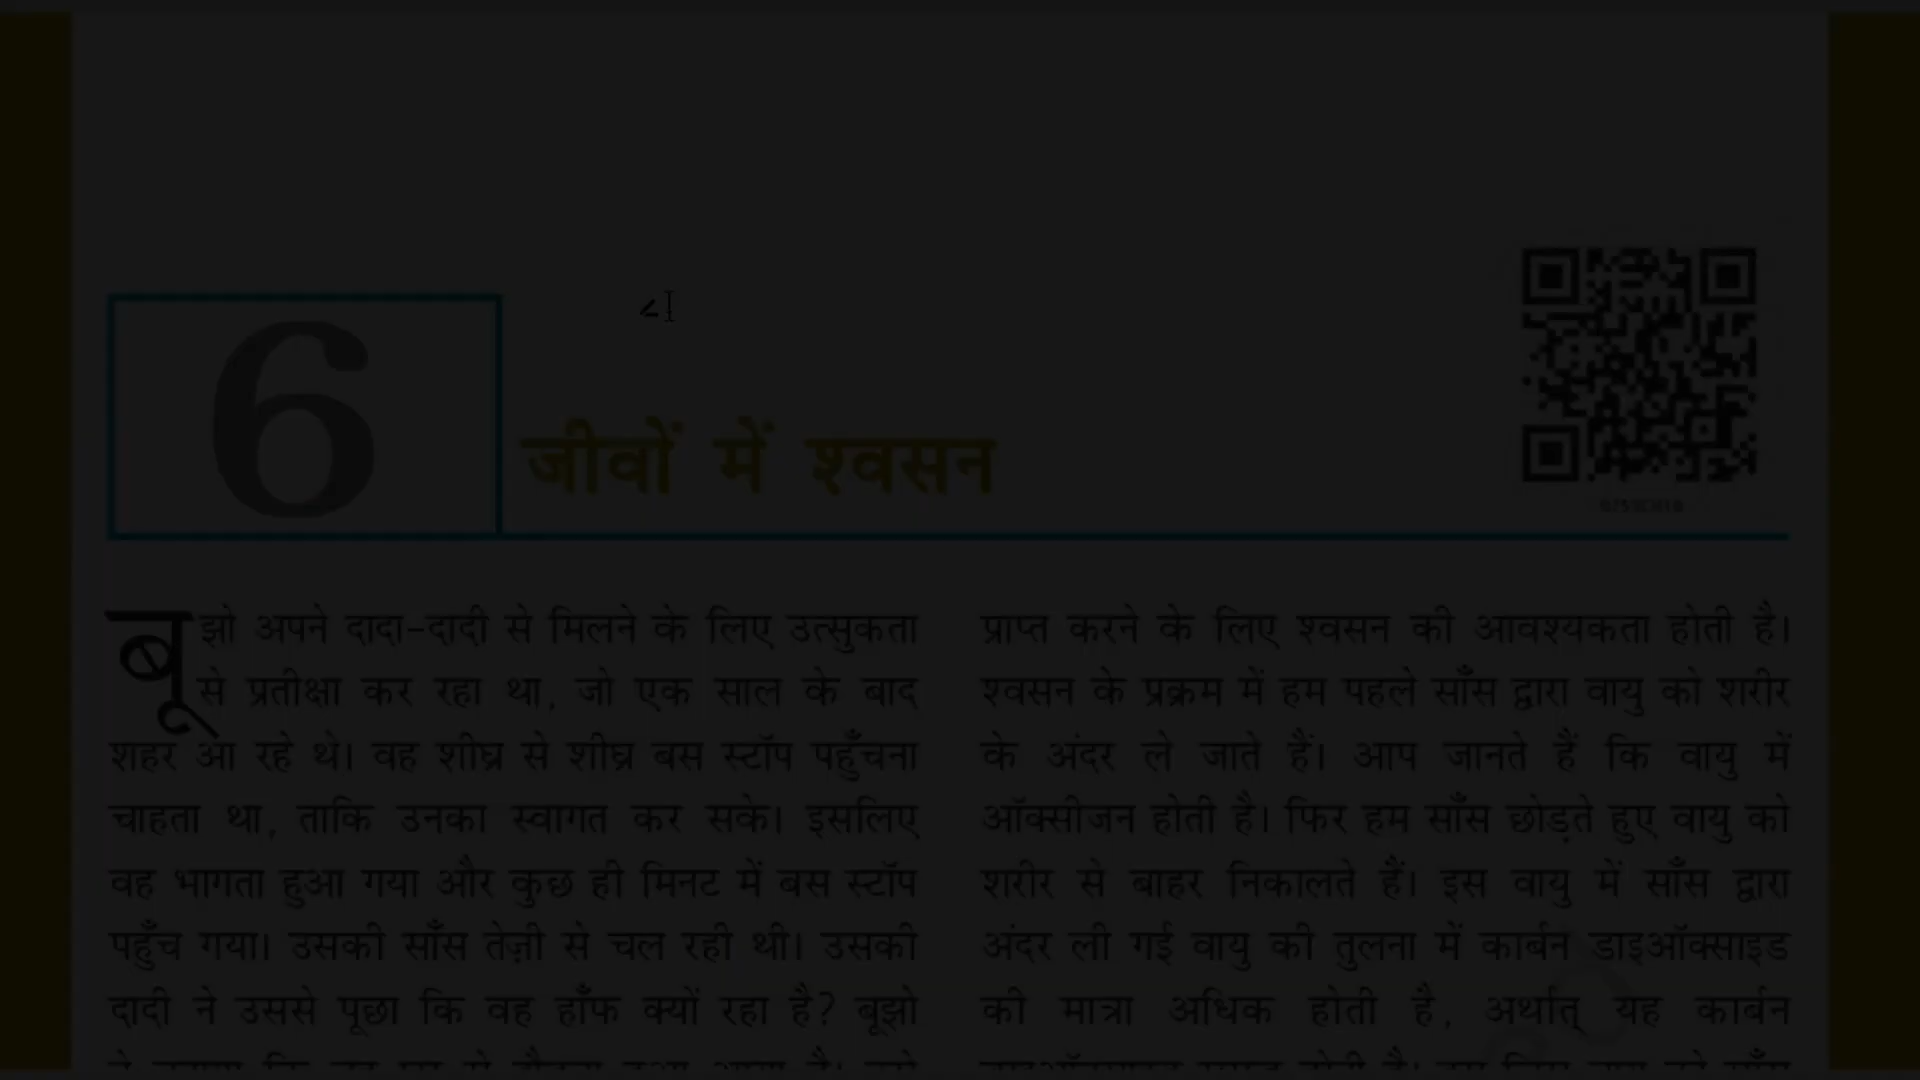 6
जीवों में श्वसन
बूझो अपने दादा-दादी से मिलने के लिए उत्सुकता
से प्रतीक्षा कर रहा था, जो एक साल के बाद
शहर आ रहे थे। वह शीघ्र से शीघ्र बस स्टॉप पहुँचना
चाहता था, ताकि उनका स्वागत कर सके। इसलिए
वह भागता हुआ गया और कुछ ही मिनट में बस स्टॉप
पहुँच गया। उसकी साँस तेज़ी से चल रही थी। उसकी
दादी ने उससे पूछा कि वह हाँफ क्यों रहा है? बूझो
प्राप्त करने के लिए श्वसन की आवश्यकता होती है।
श्वसन के प्रक्रम में हम पहले साँस द्वारा वायु को शरीर
के अंदर ले जाते हैं। आप जानते हैं कि वायु में
ऑक्सीजन होती है। फिर हम साँस छोड़ते हुए वायु को
शरीर से बाहर निकालते हैं। इस वायु में साँस द्वारा
अंदर ली गई वायु की तुलना में कार्बन डाइऑक्साइड
की मात्रा अधिक होती है, अर्थात् यह कार्बन